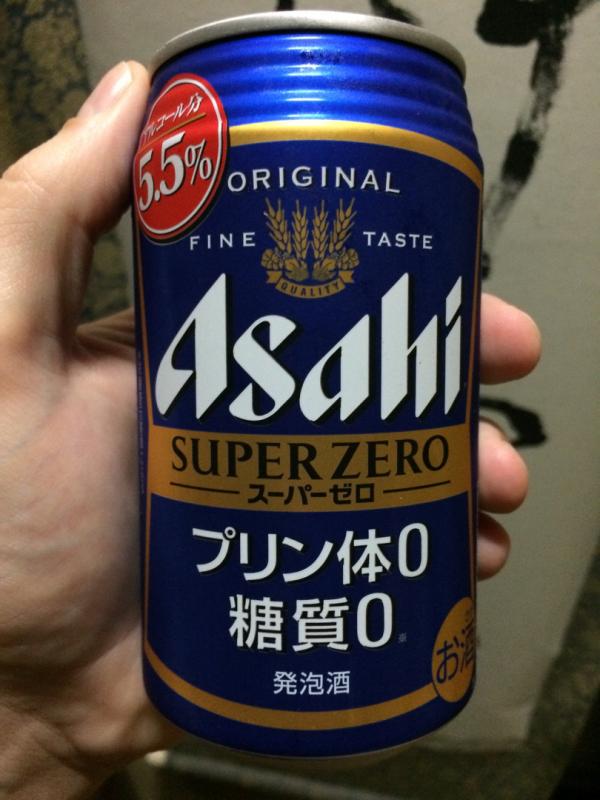 アルコール分
5.5%
ORIGINAL
FINE TASTE
QUALITY
Asahi
SUPER ZERO
スーパーゼロ
プリン体0
糖質0※
発泡酒
お酒